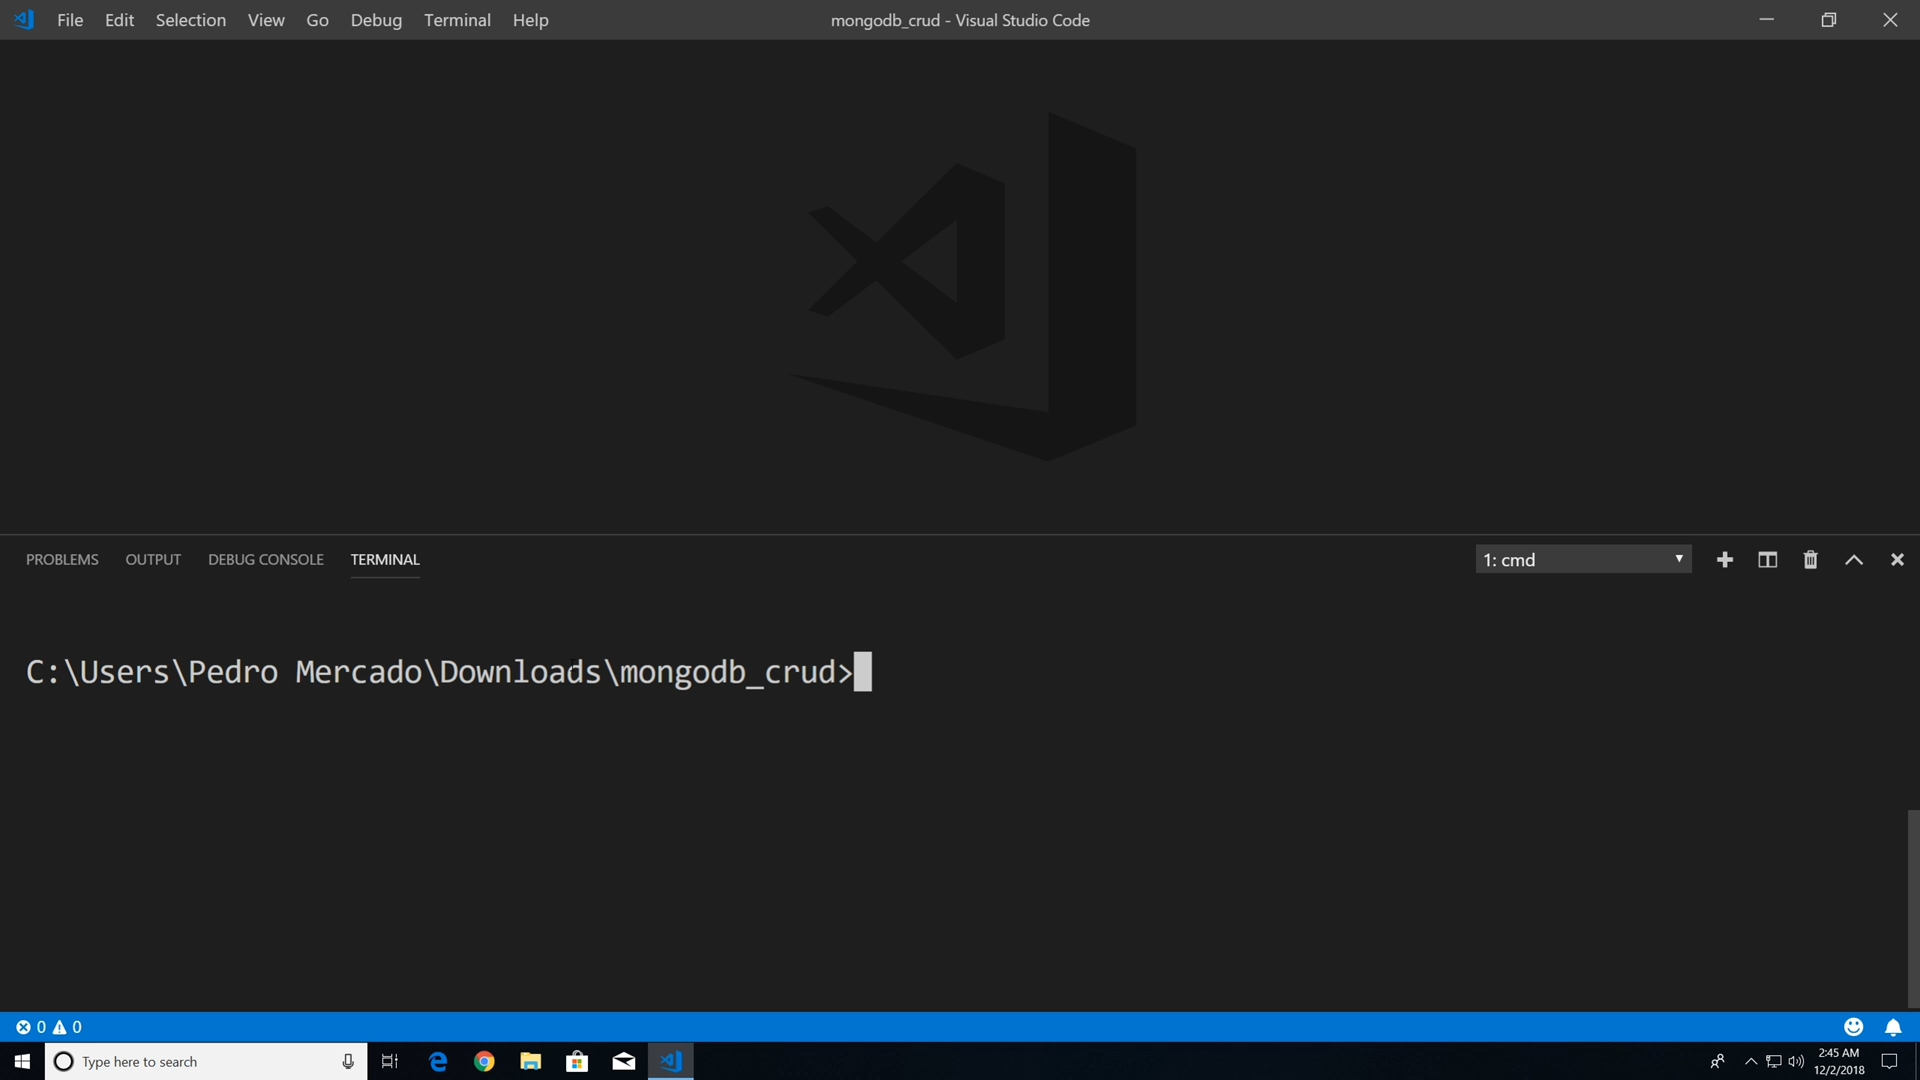 File Edit Selection View Go Debug Terminal Help
mongodb_crud - Visual Studio Code
PROBLEMS OUTPUT DEBUG CONSOLE TERMINAL
1: cmd
C:\Users\Pedro Mercado\Downloads\mongodb_crud>
0 0
Type here to search
2:45 AM
12/2/2018